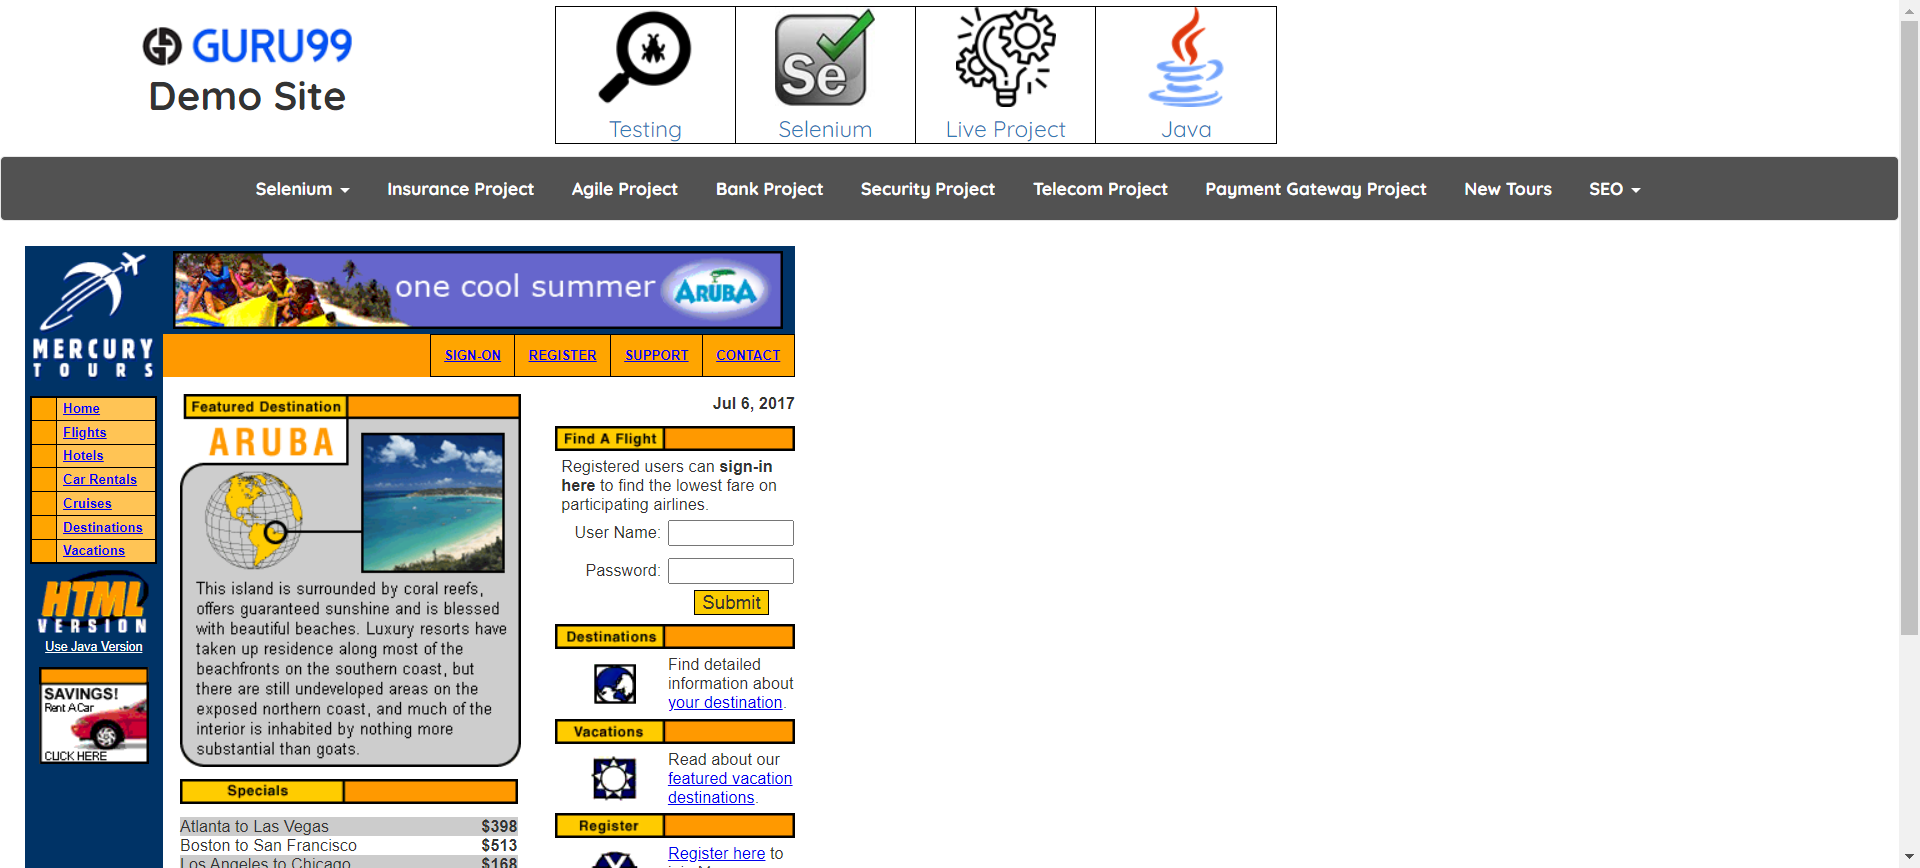 GURU99
Demo Site
Testing
Se
Selenium
Live Project
Java
Selenium
Insurance Project
Agile Project
Bank Project
Security Project
Telecom Project
Payment Gateway Project
New Tours
SEO
one cool summer
ARUBA
MERCURY
TOURS
SIGN-ON
REGISTER
SUPPORT
CONTACT
Home
Flights
Hotels
Car Rentals
Cruises
Destinations
Vacations
HTML
VERSION
Use Java Version
SAVINGS!
Rent A Car
CLICK HERE
Featured Destination
ARUBA
This island is surrounded by coral reefs,
offers guaranteed sunshine and is blessed
with beautiful beaches. Luxury resorts have
taken up residence along most of the
beachfronts on the southern coast, but
there are still undeveloped areas on the
exposed northern coast, and much of the
interior is inhabited by nothing more
substantial than goats.
Specials
Atlanta to Las Vegas $398
Boston to San Francisco $513
Los Angeles to Chicago $168
Jul 6, 2017
Find A Flight
Registered users can sign-in
here to find the lowest fare on
participating airlines.
User Name:
Password:
Submit
Destinations
Find detailed
information about
your destination.
Vacations
Read about our
featured vacation
destinations.
Register
Register here to